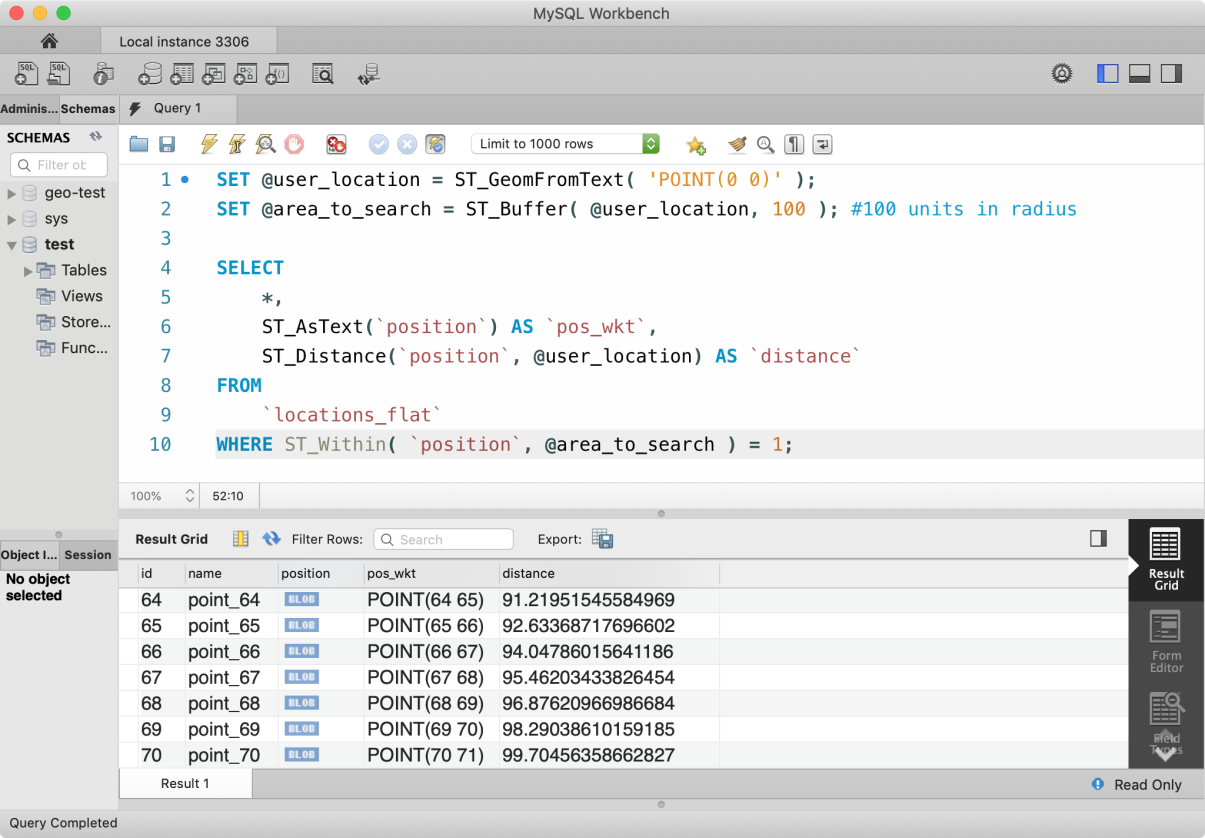 MySQL Workbench
Local instance 3306
SQL SQL
Adminis... Schemas Query 1
SCHEMAS
Filter ob
geo-test
sys
test
Tables
Views
Store...
Func...
Limit to 1000 rows
1 SET @user_location = ST_GeomFromText( 'POINT(0 0)' );
2 SET @area_to_search = ST_Buffer( @user_location, 100 ); #100 units in radius
3
4 SELECT
5 *,
6 ST_AsText(`position`) AS `pos_wkt`,
7 ST_Distance(`position`, @user_location) AS `distance`
8 FROM
9 `locations_flat`
10 WHERE ST_Within( `position`, @area_to_search ) = 1;
100% 52:10
Object I... Session
No object
selected
Result Grid Filter Rows: Search Export:
id name position pos_wkt distance
64 point_64 BLOB POINT(64 65) 91.21951545584969
65 point_65 BLOB POINT(65 66) 92.63368717696602
66 point_66 BLOB POINT(66 67) 94.04786015641186
67 point_67 BLOB POINT(67 68) 95.46203433826454
68 point_68 BLOB POINT(68 69) 96.87620966986684
69 point_69 BLOB POINT(69 70) 98.29038610159185
70 point_70 BLOB POINT(70 71) 99.70456358662827
Result
Grid
Form
Editor
Field
Types
Result 1
Read Only
Query Completed